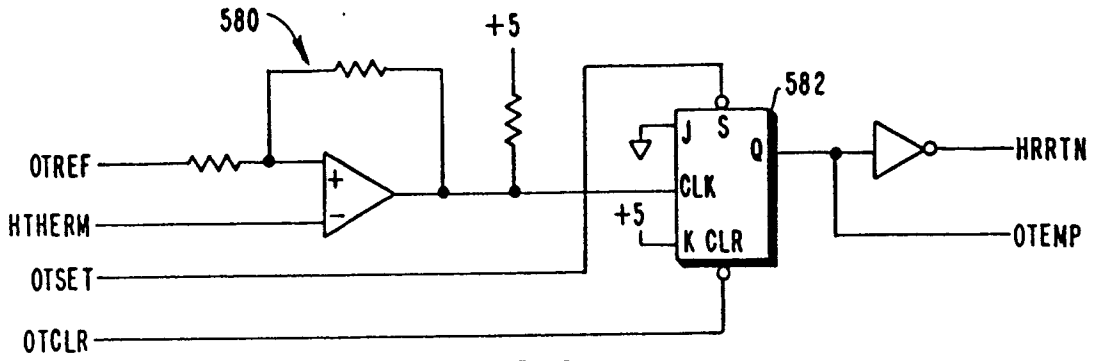 580
+5
582
OTREF
+
J
S
Q
HRRTN
HTHERM
-
CLK
+5
K CLR
OTEMP
OTSET
OTCLR